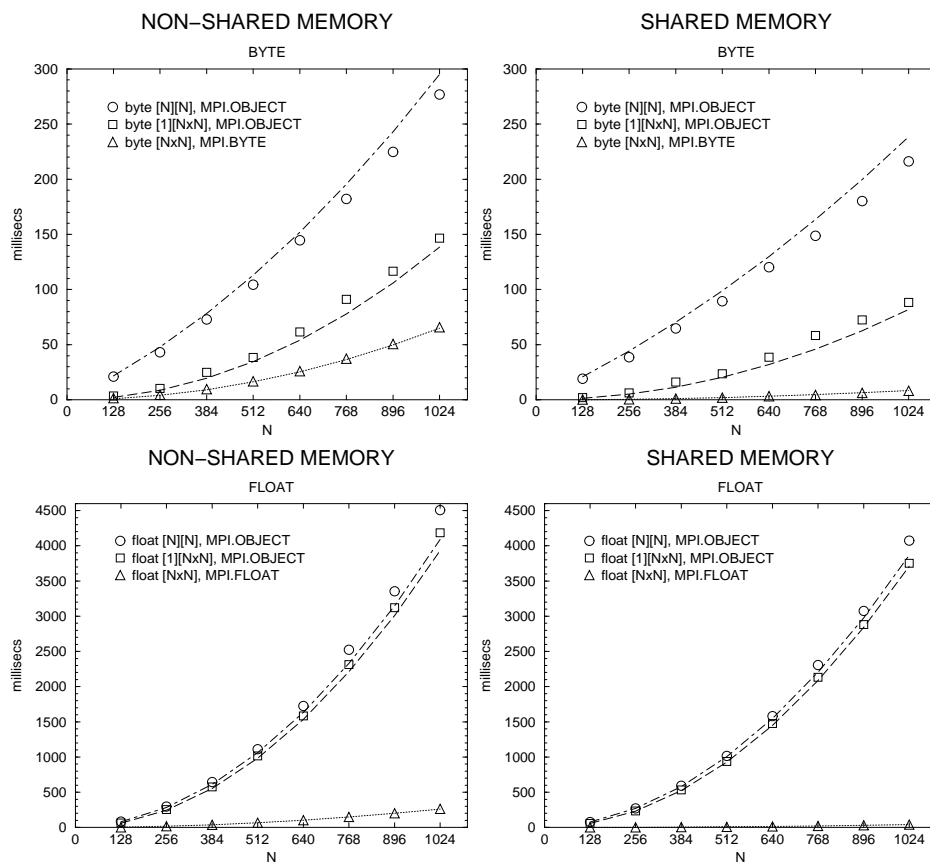 NON−SHARED MEMORY
BYTE
300
250
200
150
100
50
0
millisecs
byte [N][N], MPI.OBJECT
byte [1][NxN], MPI.OBJECT
byte [NxN], MPI.BYTE
0 128 256 384 512 640 768 896 1024
N
SHARED MEMORY
BYTE
300
250
200
150
100
50
0
millisecs
byte [N][N], MPI.OBJECT
byte [1][NxN], MPI.OBJECT
byte [NxN], MPI.BYTE
0 128 256 384 512 640 768 896 1024
N
NON−SHARED MEMORY
FLOAT
4500
4000
3500
3000
2500
2000
1500
1000
500
0
millisecs
float [N][N], MPI.OBJECT
float [1][NxN], MPI.OBJECT
float [NxN], MPI.FLOAT
0 128 256 384 512 640 768 896 1024
N
SHARED MEMORY
FLOAT
4500
4000
3500
3000
2500
2000
1500
1000
500
0
millisecs
float [N][N], MPI.OBJECT
float [1][NxN], MPI.OBJECT
float [NxN], MPI.FLOAT
0 128 256 384 512 640 768 896 1024
N